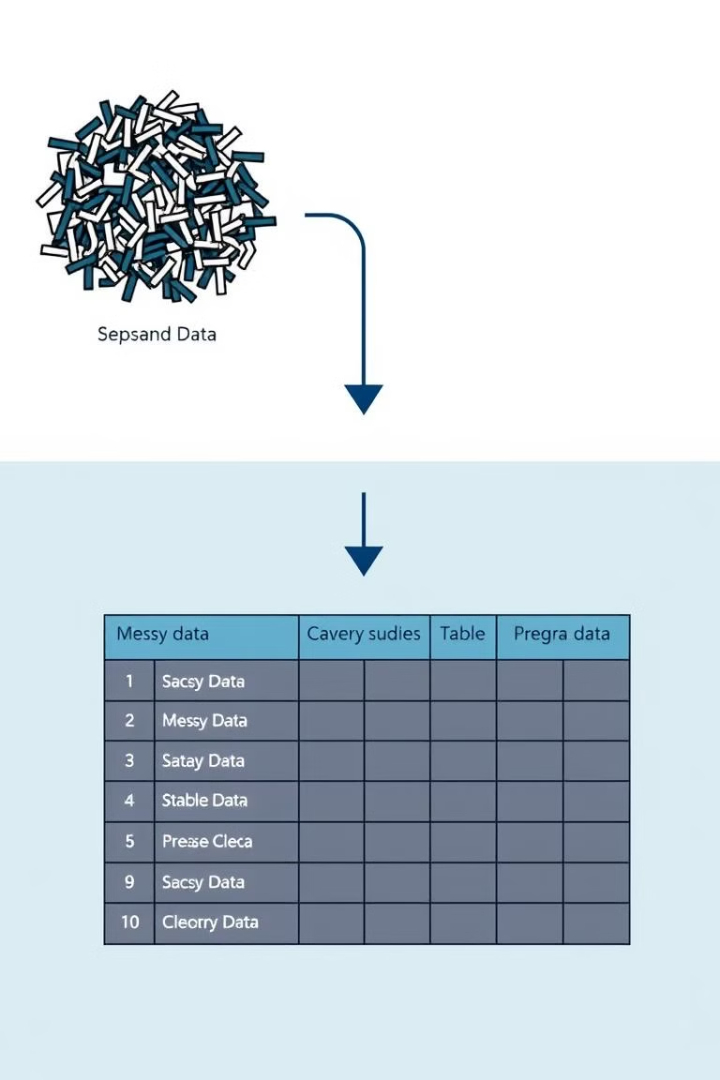 Sepsand Data
Messy data Cavery sudies Table Pregra data
1 Sacsy Data
2 Messy Data
3 Satay Data
4 Stable Data
5 Prease Cleca
9 Sacsy Data
10 Cleorry Data